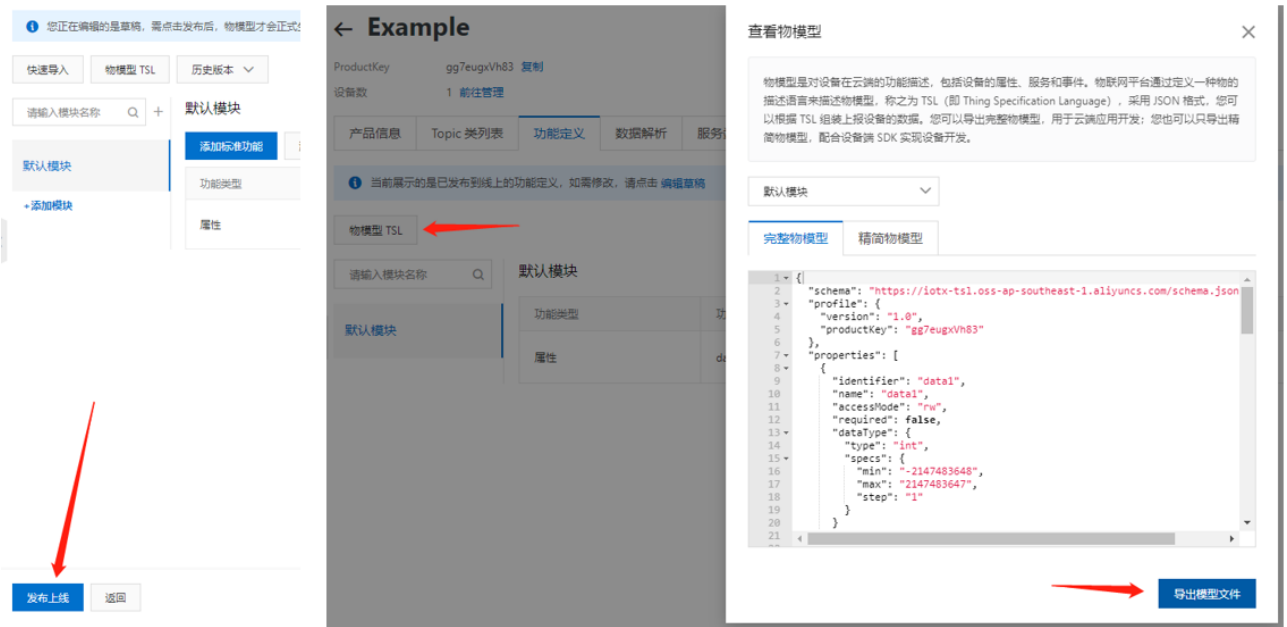 您正在编辑的是草稿，需点击发布后，物模型才会正式
快速导入 物模型 TSL 历史版本
请输入模块名称
默认模块
+添加模块
默认模块
添加标准功能
功能类型
属性
发布上线 返回
← Example
ProductKey gg7eugxVh83 复制
设备数 1 前往管理
产品信息 Topic 类列表 功能定义 数据解析 服务
当前展示的是已发布到线上的功能定义，如需修改，请点击 编辑草稿
物模型 TSL
请输入模块名称
默认模块
默认模块
功能类型 功
属性 da
查看物模型
物模型是对设备在云端的功能描述，包括设备的属性、服务和事件。物联网平台通过定义一种物的
描述语言来描述物模型，称之为 TSL（即 Thing Specification Language），采用 JSON 格式，您可
以根据 TSL 组装上报设备的数据。您可以导出完整物模型，用于云端应用开发；您也可以只导出精
简物模型，配合设备端 SDK 实现设备开发。
默认模块
完整物模型 精简物模型
1 {
2 "schema": "https://iotx-tsl.oss-ap-southeast-1.aliyuncs.com/schema.json
3 "profile": {
4 "version": "1.0",
5 "productKey": "gg7eugxVh83"
6 },
7 "properties": [
8 {
9 "identifier": "data1",
10 "name": "data1",
11 "accessMode": "rw",
12 "required": false,
13 "dataType": {
14 "type": "int",
15 "specs": {
16 "min": "-2147483648",
17 "max": "2147483647",
18 "step": "1"
19 }
20 }
21
导出模型文件